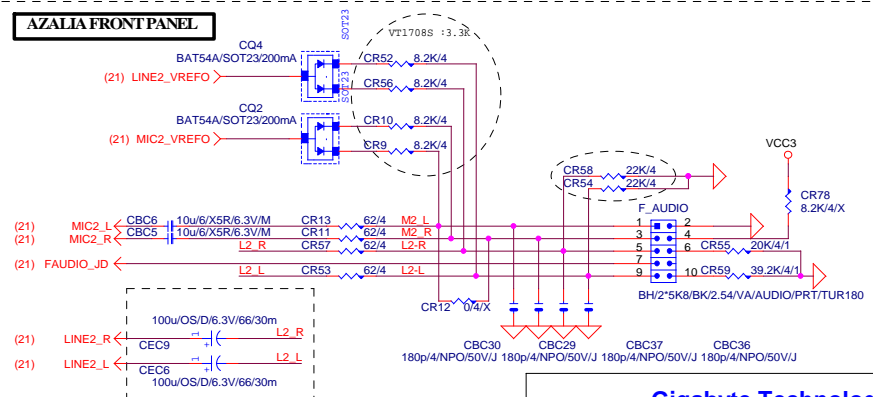 AZALIA FRONT PANEL
SOT23
VT1708S :3.3K
CQ4
BAT54A/SOT23/200mA
CR52 8.2K/4
(21) LINE2_VREFO
SOT23
CR56 8.2K/4
CQ2
BAT54A/SOT23/200mA
CR10 8.2K/4
(21) MIC2_VREFO
CR9 8.2K/4
VCC3
CR58 22K/4
CR54 22K/4
CR78
8.2K/4/X
F_AUDIO
(21) MIC2_L CBC6 10u/6/X5R/6.3V/M CR13 62/4 M2_L 1 2
(21) MIC2_R CBC5 10u/6/X5R/6.3V/M CR11 62/4 M2_R 3 4
L2_R CR57 62/4 L2-R 5 6 CR55 20K/4/1
(21) FAUDIO_JD 7
L2_L CR53 62/4 L2-L 9 10 CR59 39.2K/4/1
BH/2*5K8/BK/2.54/VA/AUDIO/PRT/TUR180
CR12 0/4/X
100u/OS/D/6.3V/66/30m
(21) LINE2_R 1 L2_R
CEC9 +
(21) LINE2_L 1 L2_L
CEC6 +
100u/OS/D/6.3V/66/30m
CBC30 CBC29 CBC37 CBC36
180p/4/NPO/50V/J 180p/4/NPO/50V/J 180p/4/NPO/50V/J 180p/4/NPO/50V/J
Gigabyte